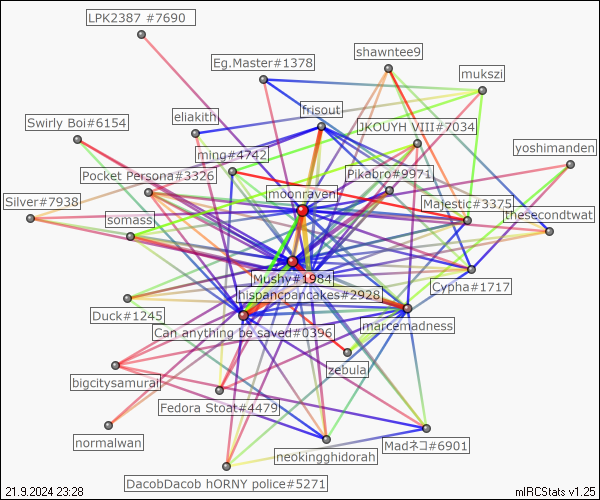 LPK2387 #7690
shawntee9
Eg.Master#1378
mukszi
frisout
eliakith
Swirly Boi#6154
JKOUYH VIII#7034
yoshimanden
ming#4742
Pocket Persona#3326
Pikabro#9971
moonraven
Silver#7938
Majestic#3375
somass
thesecondtwat
Mushy#1984
Cypha#1717
hispancpancakes#2928
Duck#1245
marcemadness
Can anything be saved#0396
zebula
bigcitysamurai
Fedora Stoat#4479
normalwan
Madネコ#6901
neokingghidorah
DacobDacob hORNY police#5271
21.9.2024 23:28
mIRCStats v1.25